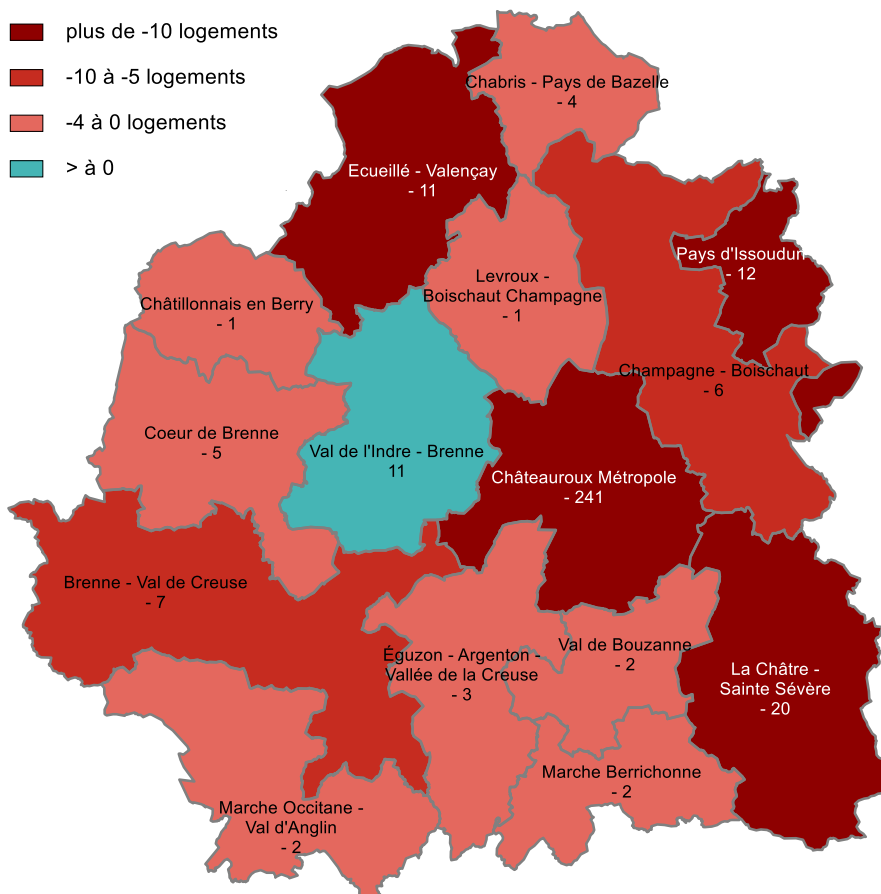 plus de -10 logements
-10 à -5 logements
-4 à 0 logements
> à 0
Chabris - Pays de Bazelle
- 4
Ecueillé - Valençay
- 11
Pays d'Issoudun
- 12
Levroux -
Boischaut Champagne
- 1
Châtillonnais en Berry
- 1
Champagne - Boischaut
- 6
Coeur de Brenne
- 5
Val de l'Indre - Brenne
11
Châteauroux Métropole
- 241
Brenne - Val de Creuse
- 7
Éguzon - Argenton -
Vallée de la Creuse
- 3
Val de Bouzanne
- 2
La Châtre -
Sainte Sévère
- 20
Marche Berrichonne
- 2
Marche Occitane -
Val d'Anglin
- 2